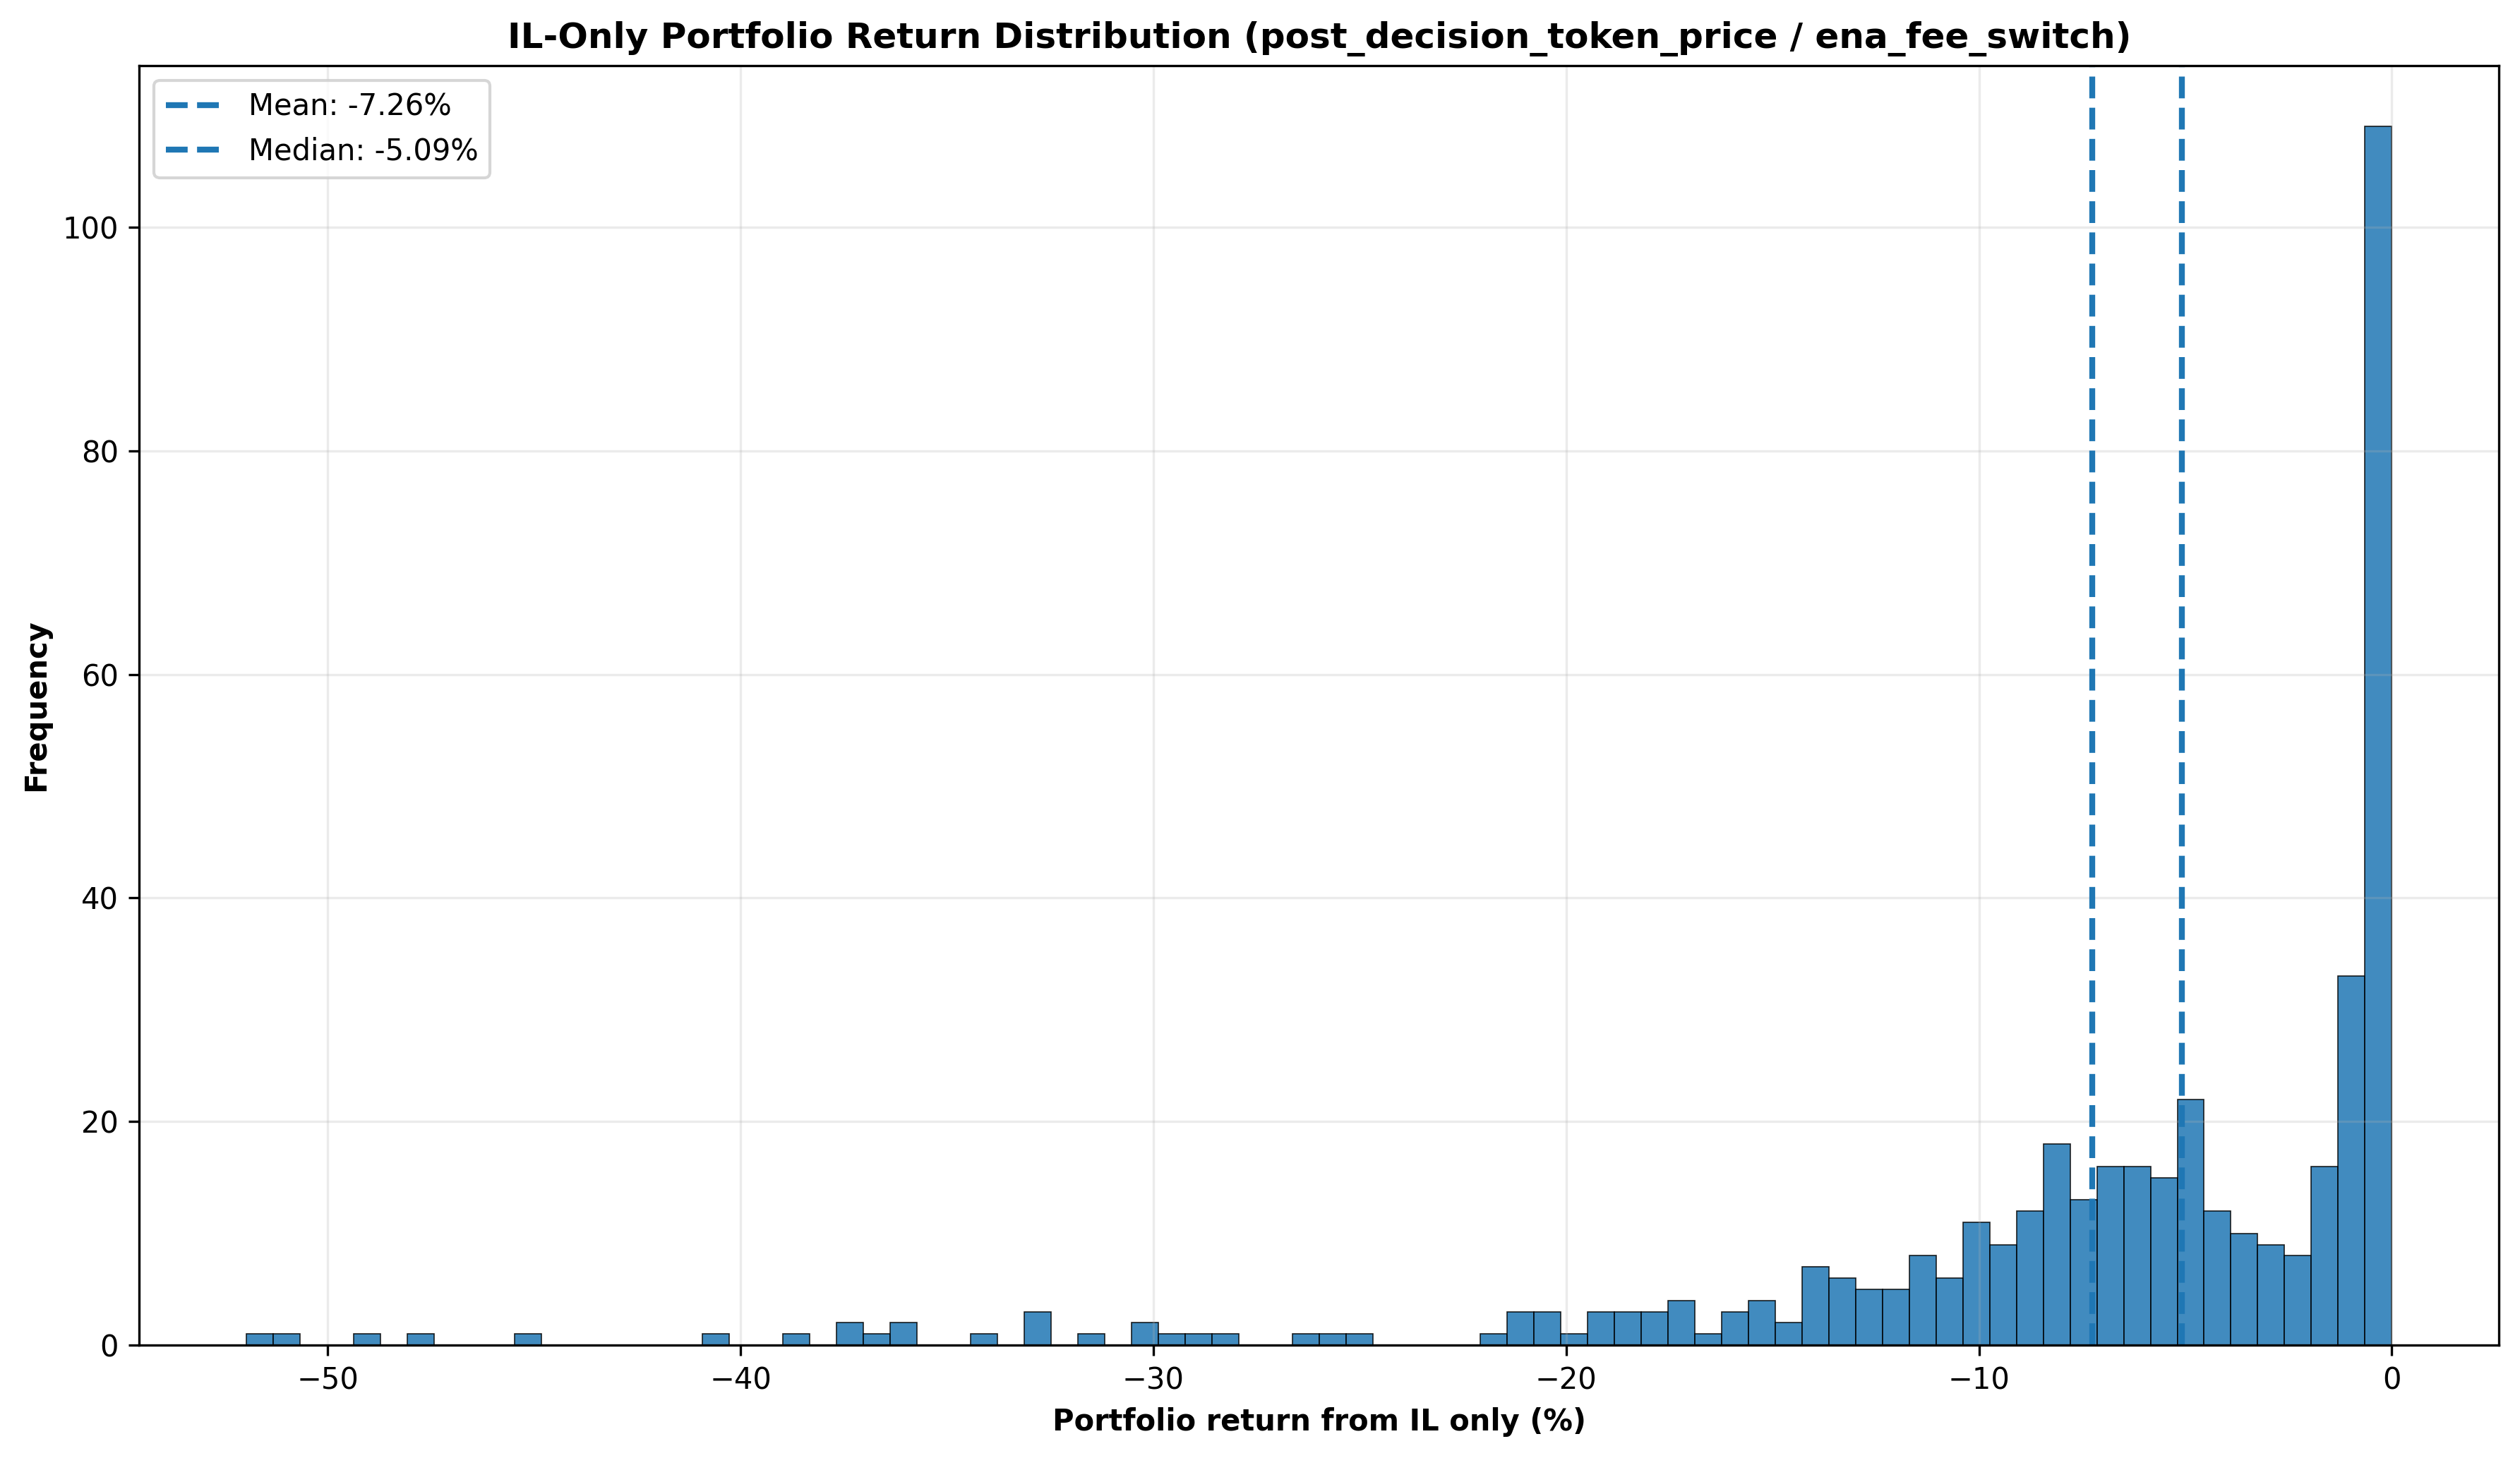 IL-Only Portfolio Return Distribution (post_decision_token_price / ena_fee_switch)
Mean: -7.26%
Median: -5.09%
100
80
60
40
20
0
Frequency
−50
−40
−30
−20
−10
0
Portfolio return from IL only (%)